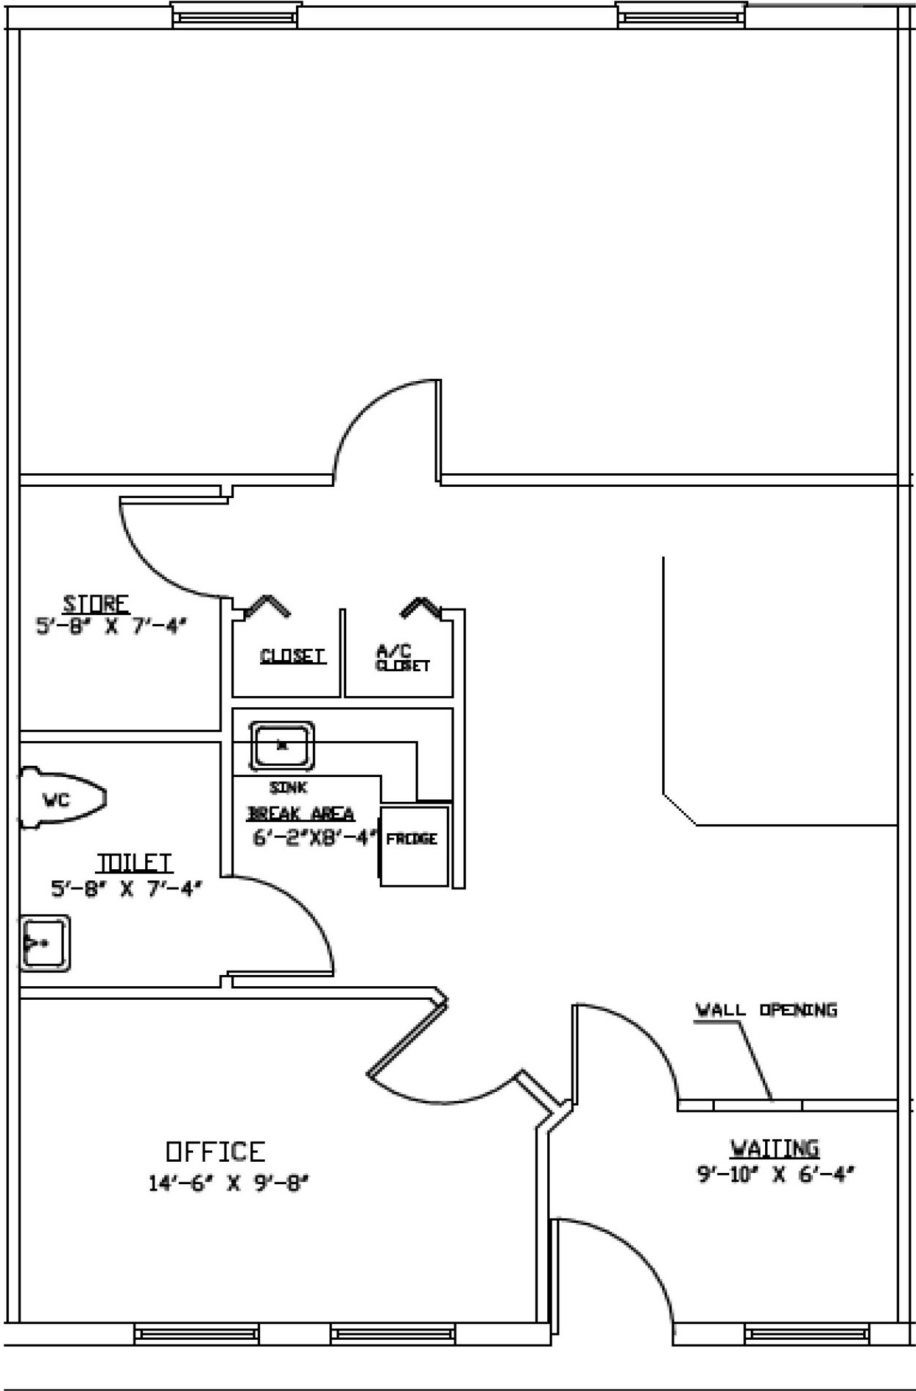 STORE
5'-8" X 7'-4"
CLOSET
A/C
CLOSET
SINK
BREAK AREA
6'-2"X8'-4"
FREDGE
WC
TOILET
5'-8" X 7'-4"
WALL OPENING
OFFICE
14'-6" X 9'-8"
WAITING
9'-10" X 6'-4"